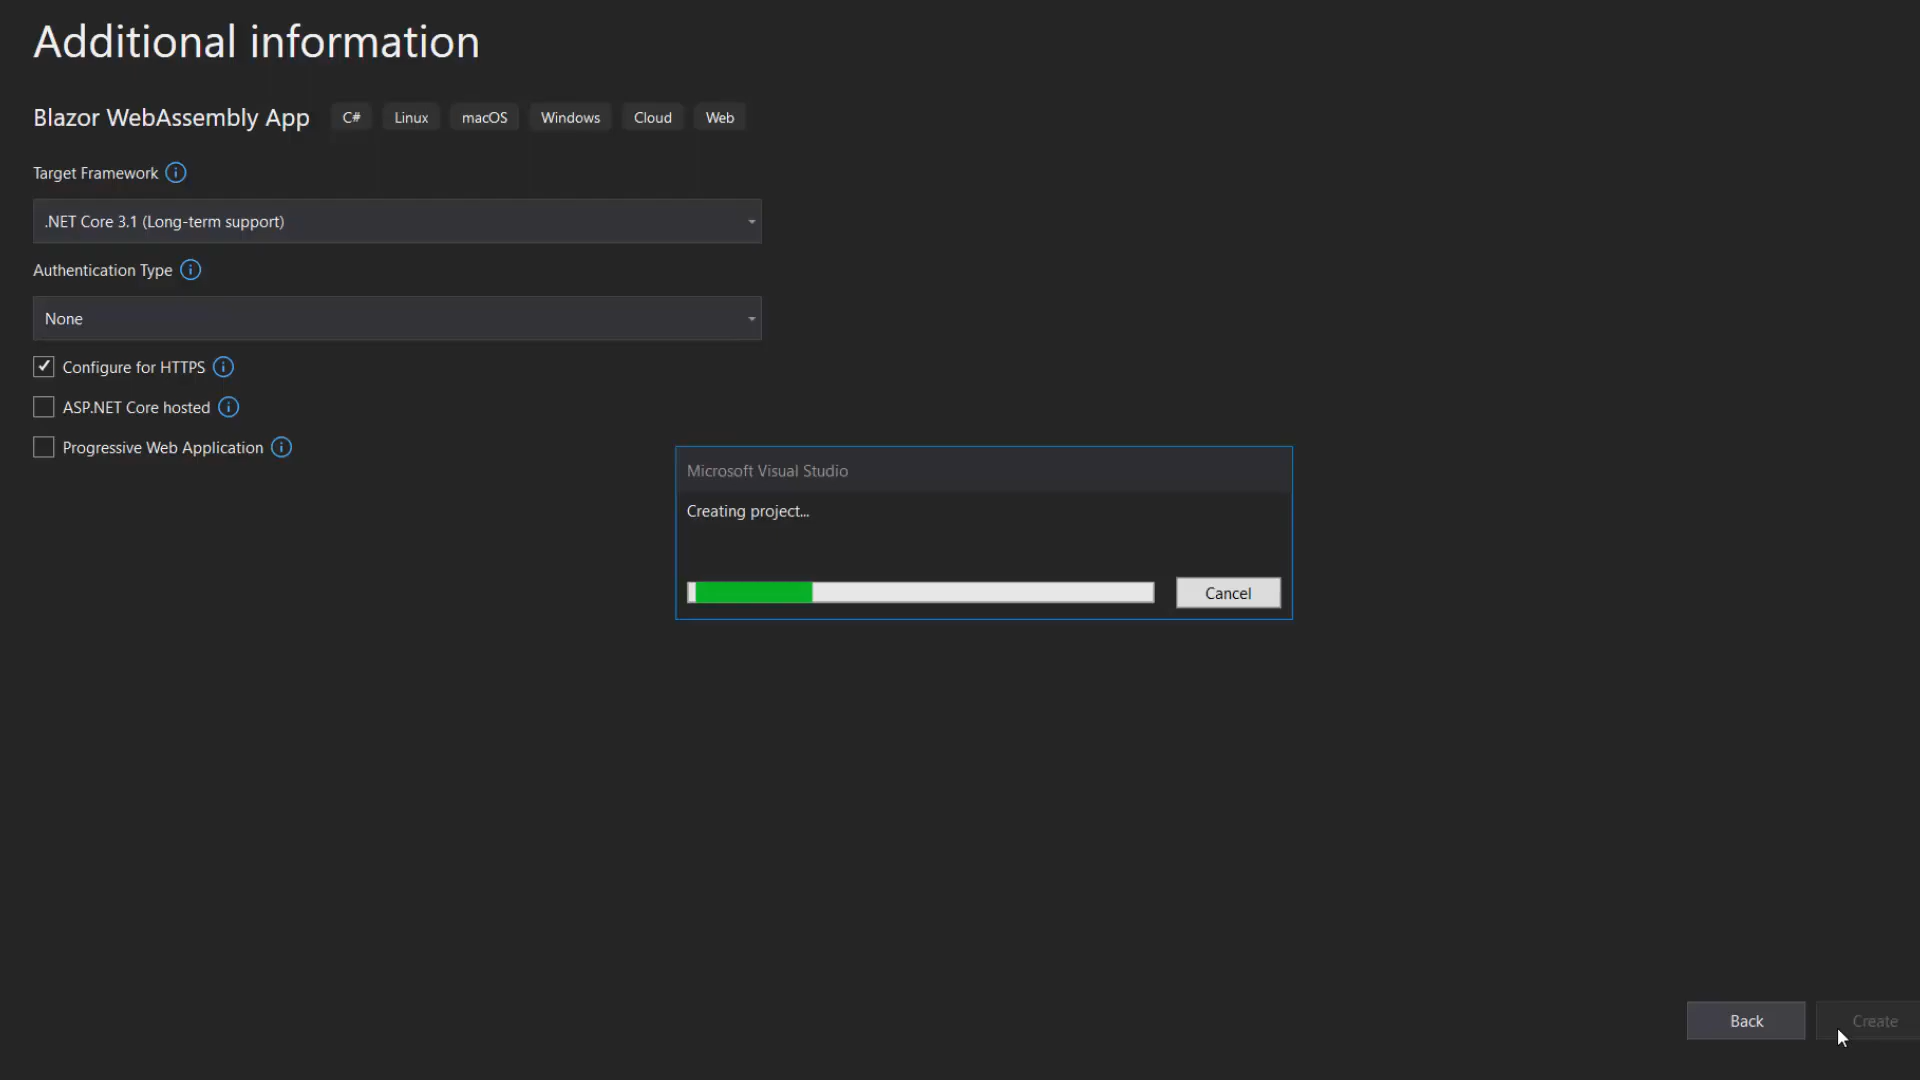 Additional information
Blazor WebAssembly App C# Linux macOS Windows Cloud Web
Target Framework
.NET Core 3.1 (Long-term support)
Authentication Type
None
Configure for HTTPS
ASP.NET Core hosted
Progressive Web Application
Microsoft Visual Studio
Creating project...
Cancel
Back Create